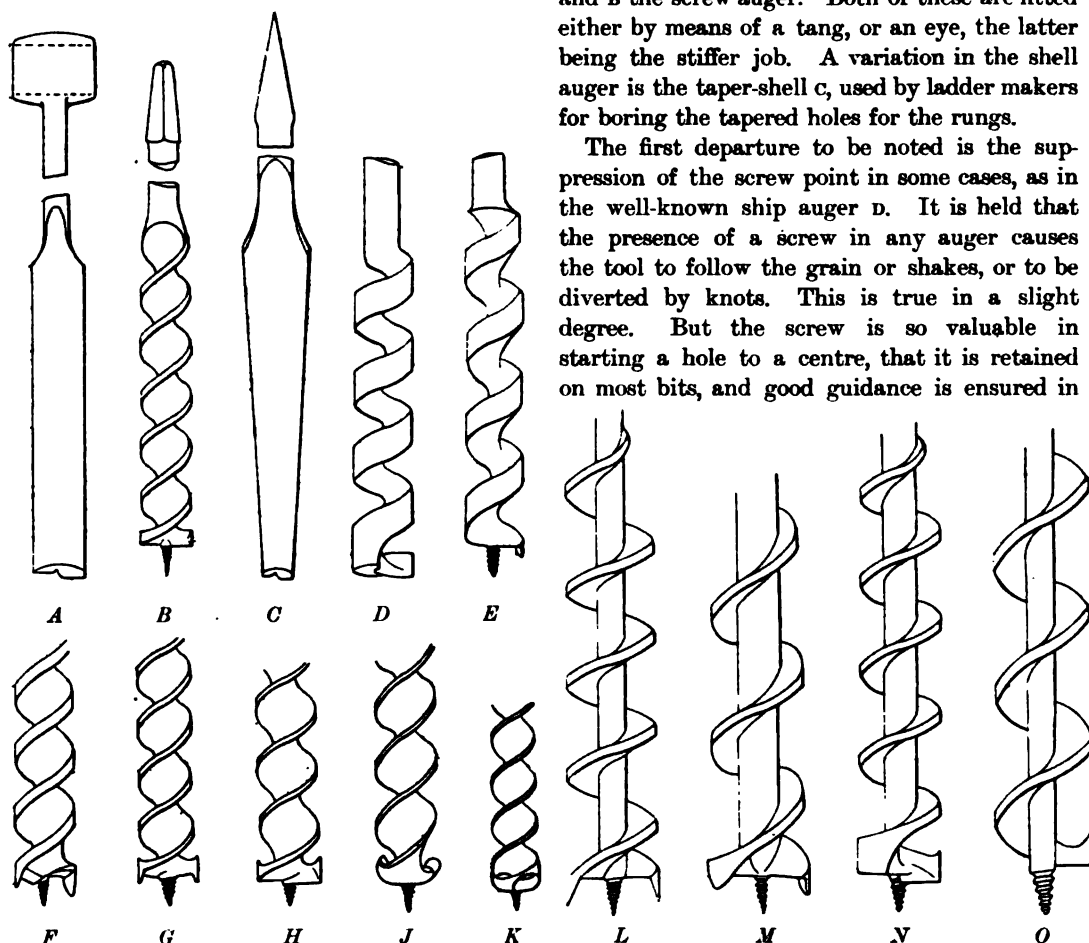 and B the screw auger. Both of these are fitted
either by means of a tang, or an eye, the latter
being the stiffer job. A variation in the shell
auger is the taper-shell C, used by ladder makers
for boring the tapered holes for the rungs.
The first departure to be noted is the sup-
pression of the screw point in some cases, as in
the well-known ship auger D. It is held that
the presence of a screw in any auger causes
the tool to follow the grain or shakes, or to be
diverted by knots. This is true in a slight
degree. But the screw is so valuable in
starting a hole to a centre, that it is retained
on most bits, and good guidance is ensured in
A B C D E
F G H J K L M N O